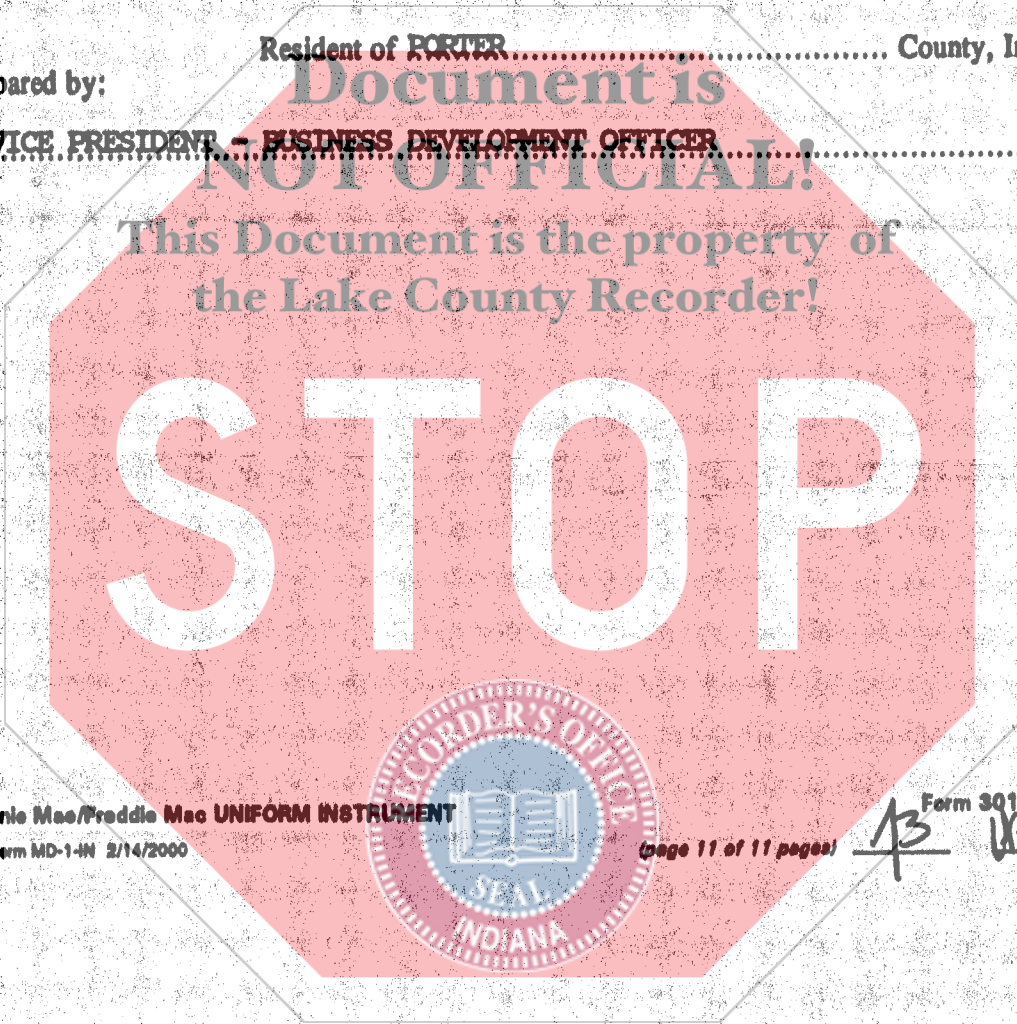 Resident of PORTER........................................ County, In
pared by:
VICE PRESIDENT - BUSINESS DEVELOPMENT OFFICER
Document is
NOT OFFICIAL!
This Document is the property of
the Lake County Recorder!
STOP
RECORDER'S OFFICE
SEAL
INDIANA
nie Mae/Freddie Mac UNIFORM INSTRUMENT
Form 301
rm MD-1-IN 2/14/2000
(page 11 of 11 pages)